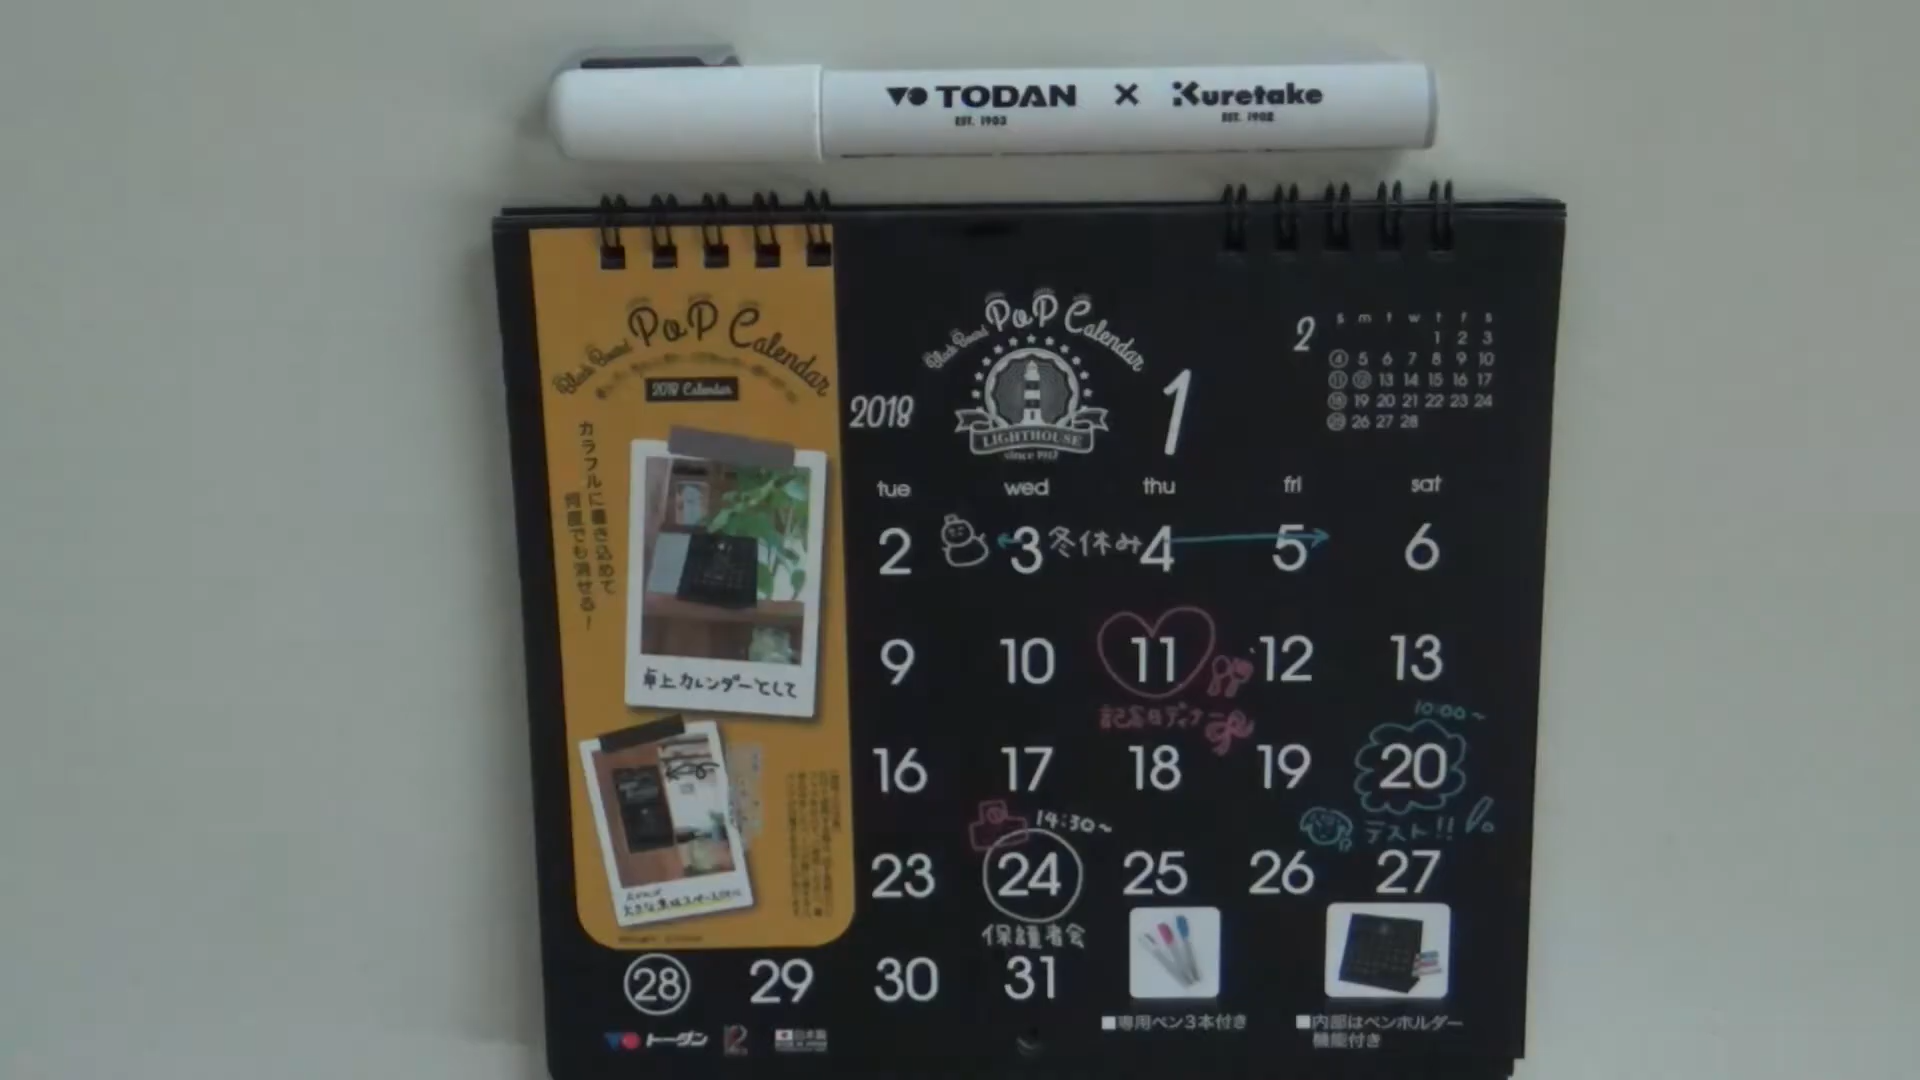 TODAN × Kuretake
EST. 1903 EST. 1902
Black Board PoP Calendar
2018 Calendar
カラフルに書き込めて
何度でも消せる!
卓上カレンダーとして
Black Board PoP Calendar
LIGHTHOUSE
since 1912
2018
1
2
s m t w t f s
1 2 3
4 5 6 7 8 9 10
11 12 13 14 15 16 17
18 19 20 21 22 23 24
25 26 27 28
tue wed thu fri sat
2 3 冬休み 4 5 6
9 10 11 12 13
記念日ディナー
10:00~
16 17 18 19 20
14:30~
テスト!!
23 24 25 26 27
保護者会
28 29 30 31
トーダン
日本製
■専用ペン3本付き
■内部はペンホルダー
機能付き